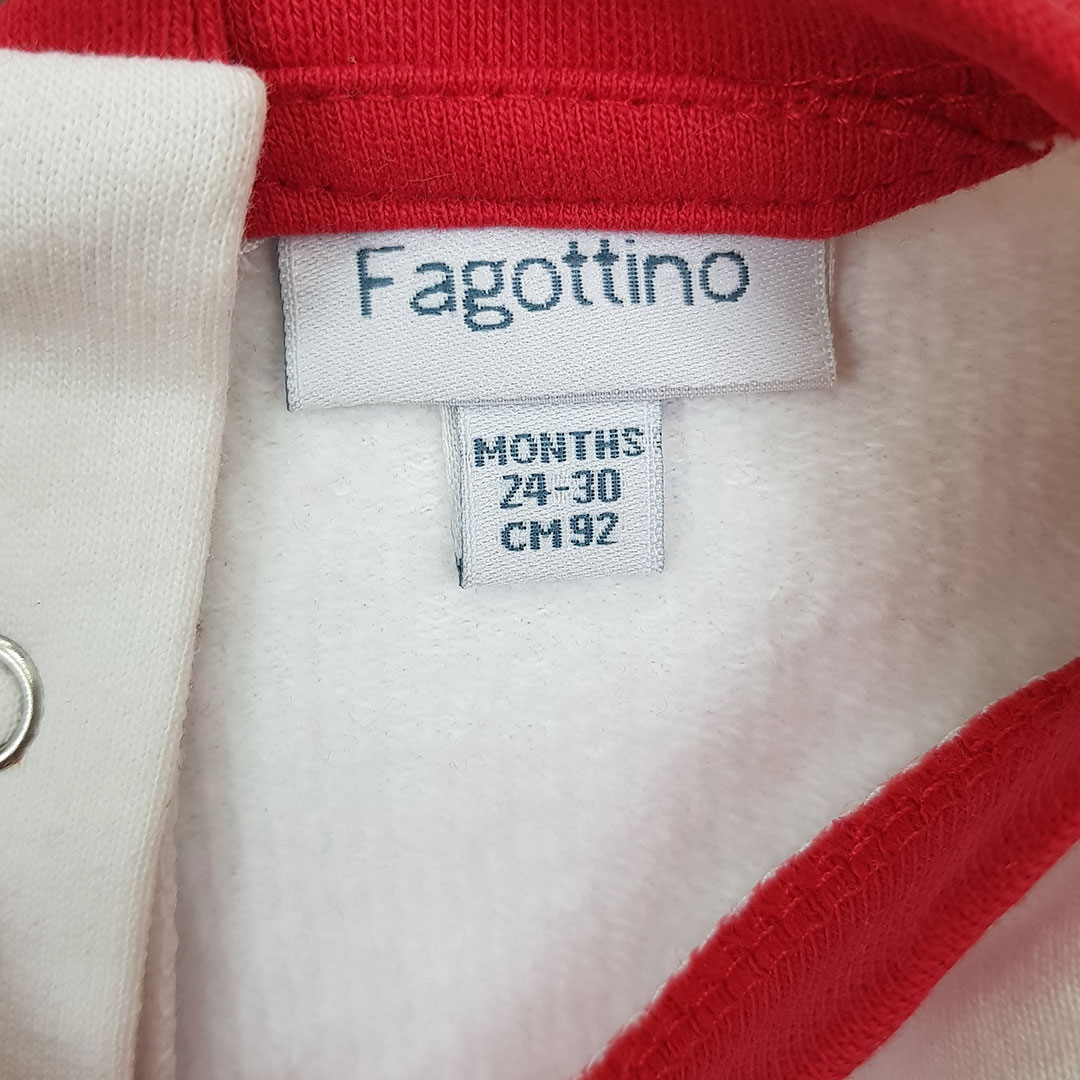 Fagottino
MONTHS
24-30
CM 92